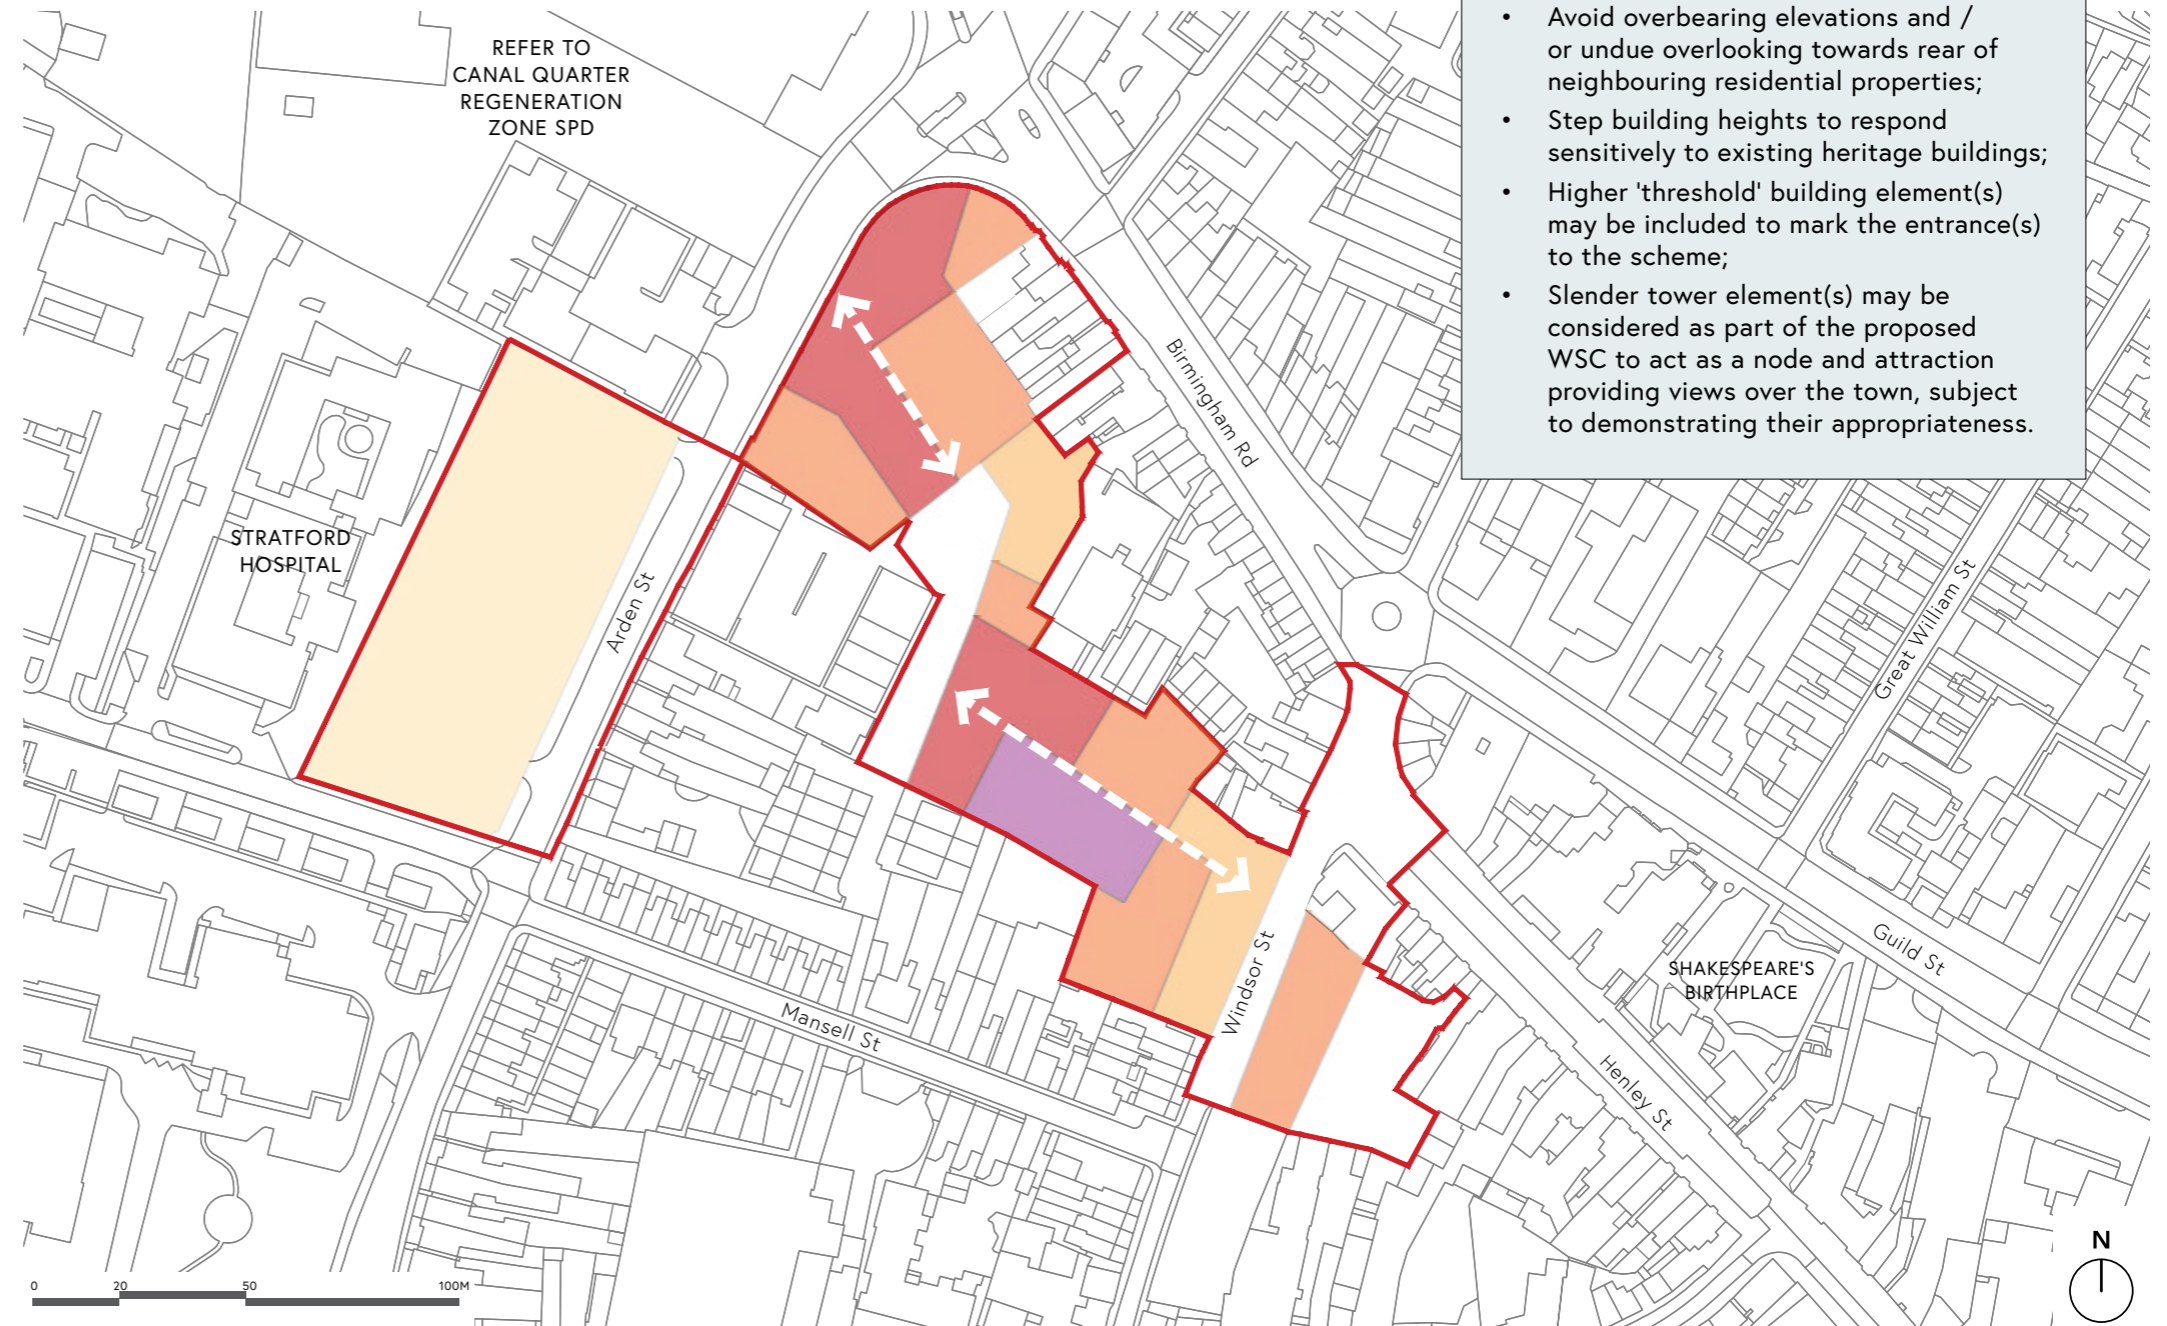 • Avoid overbearing elevations and /
or undue overlooking towards rear of
neighbouring residential properties;
• Step building heights to respond
sensitively to existing heritage buildings;
• Higher 'threshold' building element(s)
may be included to mark the entrance(s)
to the scheme;
• Slender tower element(s) may be
considered as part of the proposed
WSC to act as a node and attraction
providing views over the town, subject
to demonstrating their appropriateness.
REFER TO
CANAL QUARTER
REGENERATION
ZONE SPD
Birmingham Rd
STRATFORD
HOSPITAL
Arden St
Great William St
Windsor St
Guild St
SHAKESPEARE'S
BIRTHPLACE
Mansell St
Henley St
N
0 20 50 100M